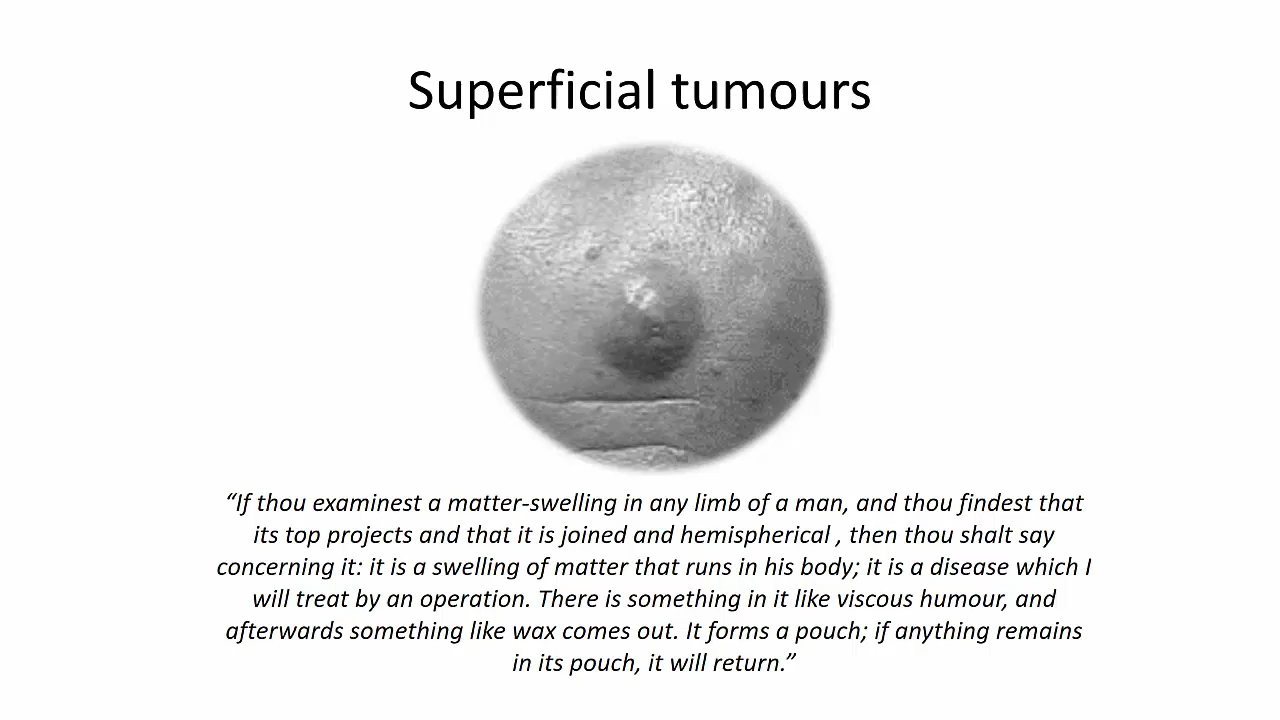 Superficial tumours
“If thou examinest a matter-swelling in any limb of a man, and thou findest that
its top projects and that it is joined and hemispherical , then thou shalt say
concerning it: it is a swelling of matter that runs in his body; it is a disease which I
will treat by an operation. There is something in it like viscous humour, and
afterwards something like wax comes out. It forms a pouch; if anything remains
in its pouch, it will return.”